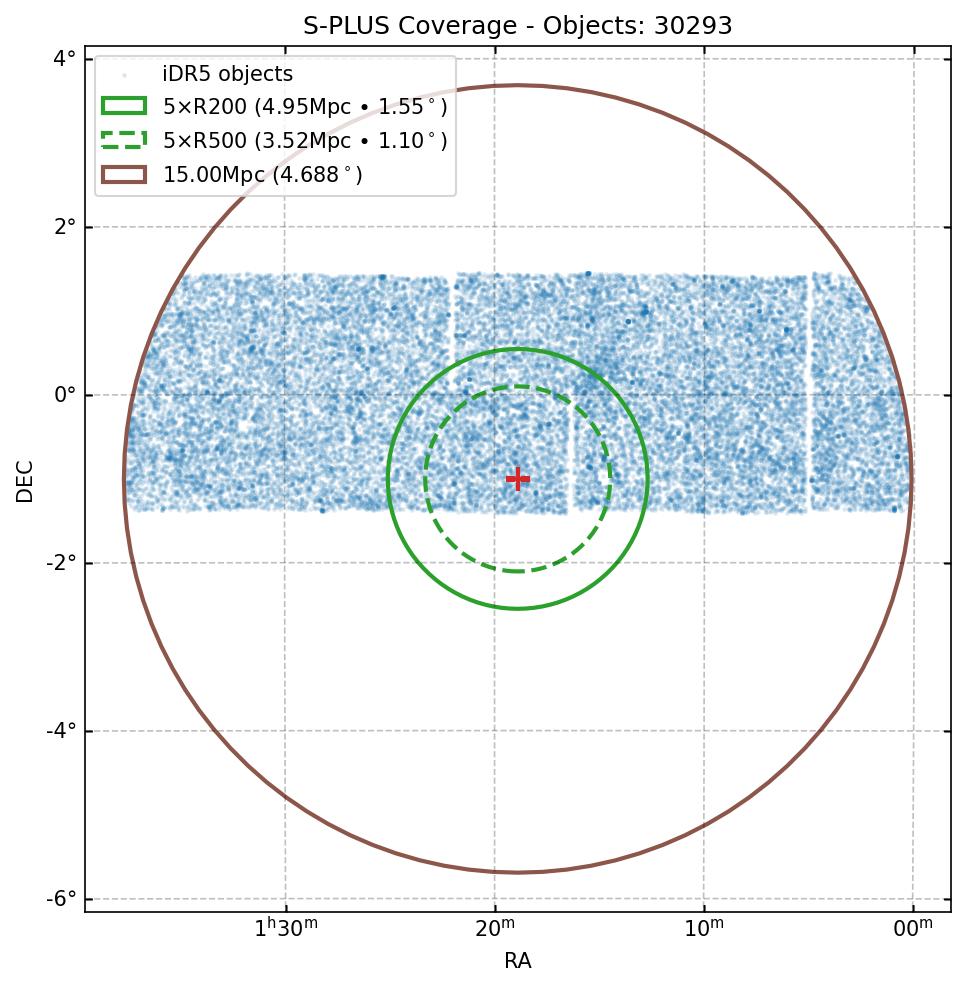 S-PLUS Coverage - Objects: 30293
iDR5 objects
5×R200 (4.95Mpc • 1.55°)
5×R500 (3.52Mpc • 1.10°)
15.00Mpc (4.688°)
4°
2°
0°
-2°
-4°
-6°
DEC
1ʰ30ᵐ 20ᵐ 10ᵐ 00ᵐ
RA